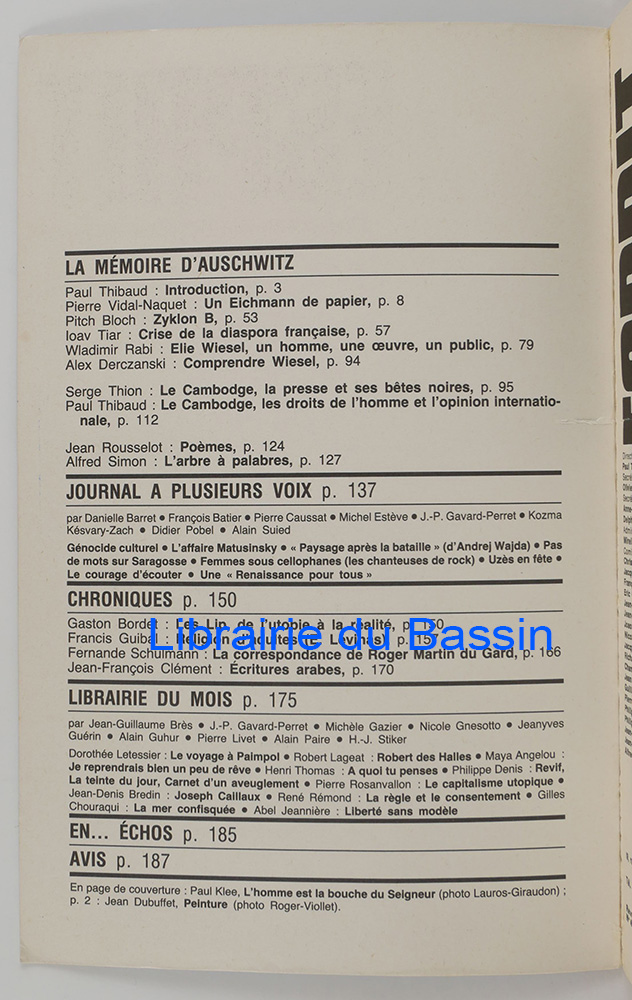 LA MÉMOIRE D'AUSCHWITZ
Paul Thibaud : Introduction, p. 3
Pierre Vidal-Naquet : Un Eichmann de papier, p. 8
Pitch Bloch : Zyklon B, p. 53
Ioav Tiar : Crise de la diaspora française, p. 57
Wladimir Rabi : Elie Wiesel, un homme, une œuvre, un public, p. 79
Alex Derczanski : Comprendre Wiesel, p. 94
Serge Thion : Le Cambodge, la presse et ses bêtes noires, p. 95
Paul Thibaud : Le Cambodge, les droits de l'homme et l'opinion internatio-
nale, p. 112
Jean Rousselot : Poèmes, p. 124
Alfred Simon : L'arbre à palabres, p. 127
JOURNAL A PLUSIEURS VOIX p. 137
par Danielle Barret • François Batier • Pierre Caussat • Michel Estève • J.-P. Gavard-Perret • Kozma
Késvary-Zach • Didier Pobel • Alain Suied
Génocide culturel • L'affaire Matusinsky • « Paysage après la bataille » (d'Andrej Wajda) • Pas
de mots sur Saragosse • Femmes sous cellophanes (les chanteuses de rock) • Uzès en fête •
Le courage d'écouter • Une « Renaissance pour tous »
CHRONIQUES p. 150
Gaston Bordet : Les Lip, de l'utopie à la réalité, p. 150
Francis Guibal : Religion d'adultes (E. Lévinas), p. 15
Librairie du Bassin
Fernande Schulmann : La correspondance de Roger Martin du Gard, p. 166
Jean-François Clément : Écritures arabes, p. 170
LIBRAIRIE DU MOIS p. 175
par Jean-Guillaume Brès • J.-P. Gavard-Perret • Michèle Gazier • Nicole Gnesotto • Jeanyves
Guérin • Alain Guhur • Pierre Livet • Alain Paire • H.-J. Stiker
Dorothée Letessier : Le voyage à Paimpol • Robert Lageat : Robert des Halles • Maya Angelou :
Je reprendrais bien un peu de rêve • Henri Thomas : A quoi tu penses • Philippe Denis : Revif,
La teinte du jour, Carnet d'un aveuglement • Pierre Rosanvallon : Le capitalisme utopique •
Jean-Denis Bredin : Joseph Caillaux • René Rémond : La règle et le consentement • Gilles
Chouraqui : La mer confisquée • Abel Jeannière : Liberté sans modèle
EN... ÉCHOS p. 185
AVIS p. 187
En page de couverture : Paul Klee, L'homme est la bouche du Seigneur (photo Lauros-Giraudon) ;
p. 2 : Jean Dubuffet, Peinture (photo Roger-Viollet).